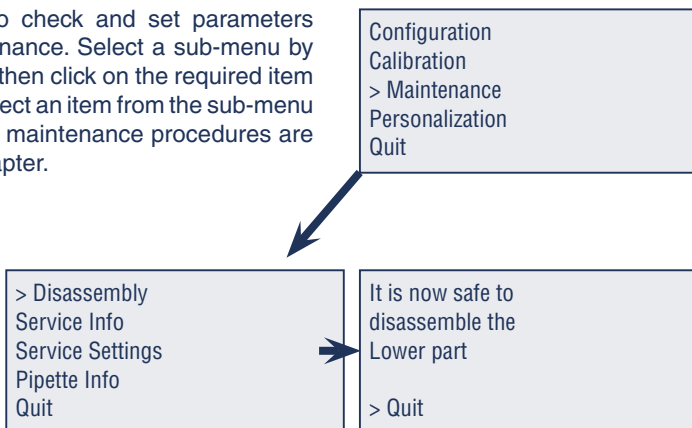 o check and set parameters
nance. Select a sub-menu by
then click on the required item
ect an item from the sub-menu
maintenance procedures are
apter.
Configuration
Calibration
> Maintenance
Personalization
Quit
> Disassembly
Service Info
Service Settings
Pipette Info
Quit
It is now safe to
disassemble the
Lower part
> Quit